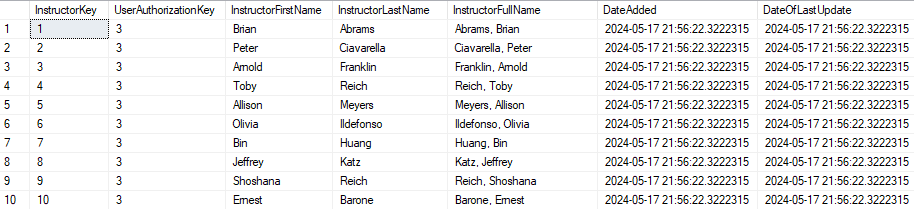 InstructorKey UserAuthorizationKey InstructorFirstName InstructorLastName InstructorFullName DateAdded DateOfLastUpdate
1 1 3 Brian Abrams Abrams, Brian 2024-05-17 21:56:22.3222315 2024-05-17 21:56:22.3222315
2 2 3 Peter Ciavarella Ciavarella, Peter 2024-05-17 21:56:22.3222315 2024-05-17 21:56:22.3222315
3 3 3 Arnold Franklin Franklin, Arnold 2024-05-17 21:56:22.3222315 2024-05-17 21:56:22.3222315
4 4 3 Toby Reich Reich, Toby 2024-05-17 21:56:22.3222315 2024-05-17 21:56:22.3222315
5 5 3 Allison Meyers Meyers, Allison 2024-05-17 21:56:22.3222315 2024-05-17 21:56:22.3222315
6 6 3 Olivia Ildefonso Ildefonso, Olivia 2024-05-17 21:56:22.3222315 2024-05-17 21:56:22.3222315
7 7 3 Bin Huang Huang, Bin 2024-05-17 21:56:22.3222315 2024-05-17 21:56:22.3222315
8 8 3 Jeffrey Katz Katz, Jeffrey 2024-05-17 21:56:22.3222315 2024-05-17 21:56:22.3222315
9 9 3 Shoshana Reich Reich, Shoshana 2024-05-17 21:56:22.3222315 2024-05-17 21:56:22.3222315
10 10 3 Ernest Barone Barone, Ernest 2024-05-17 21:56:22.3222315 2024-05-17 21:56:22.3222315